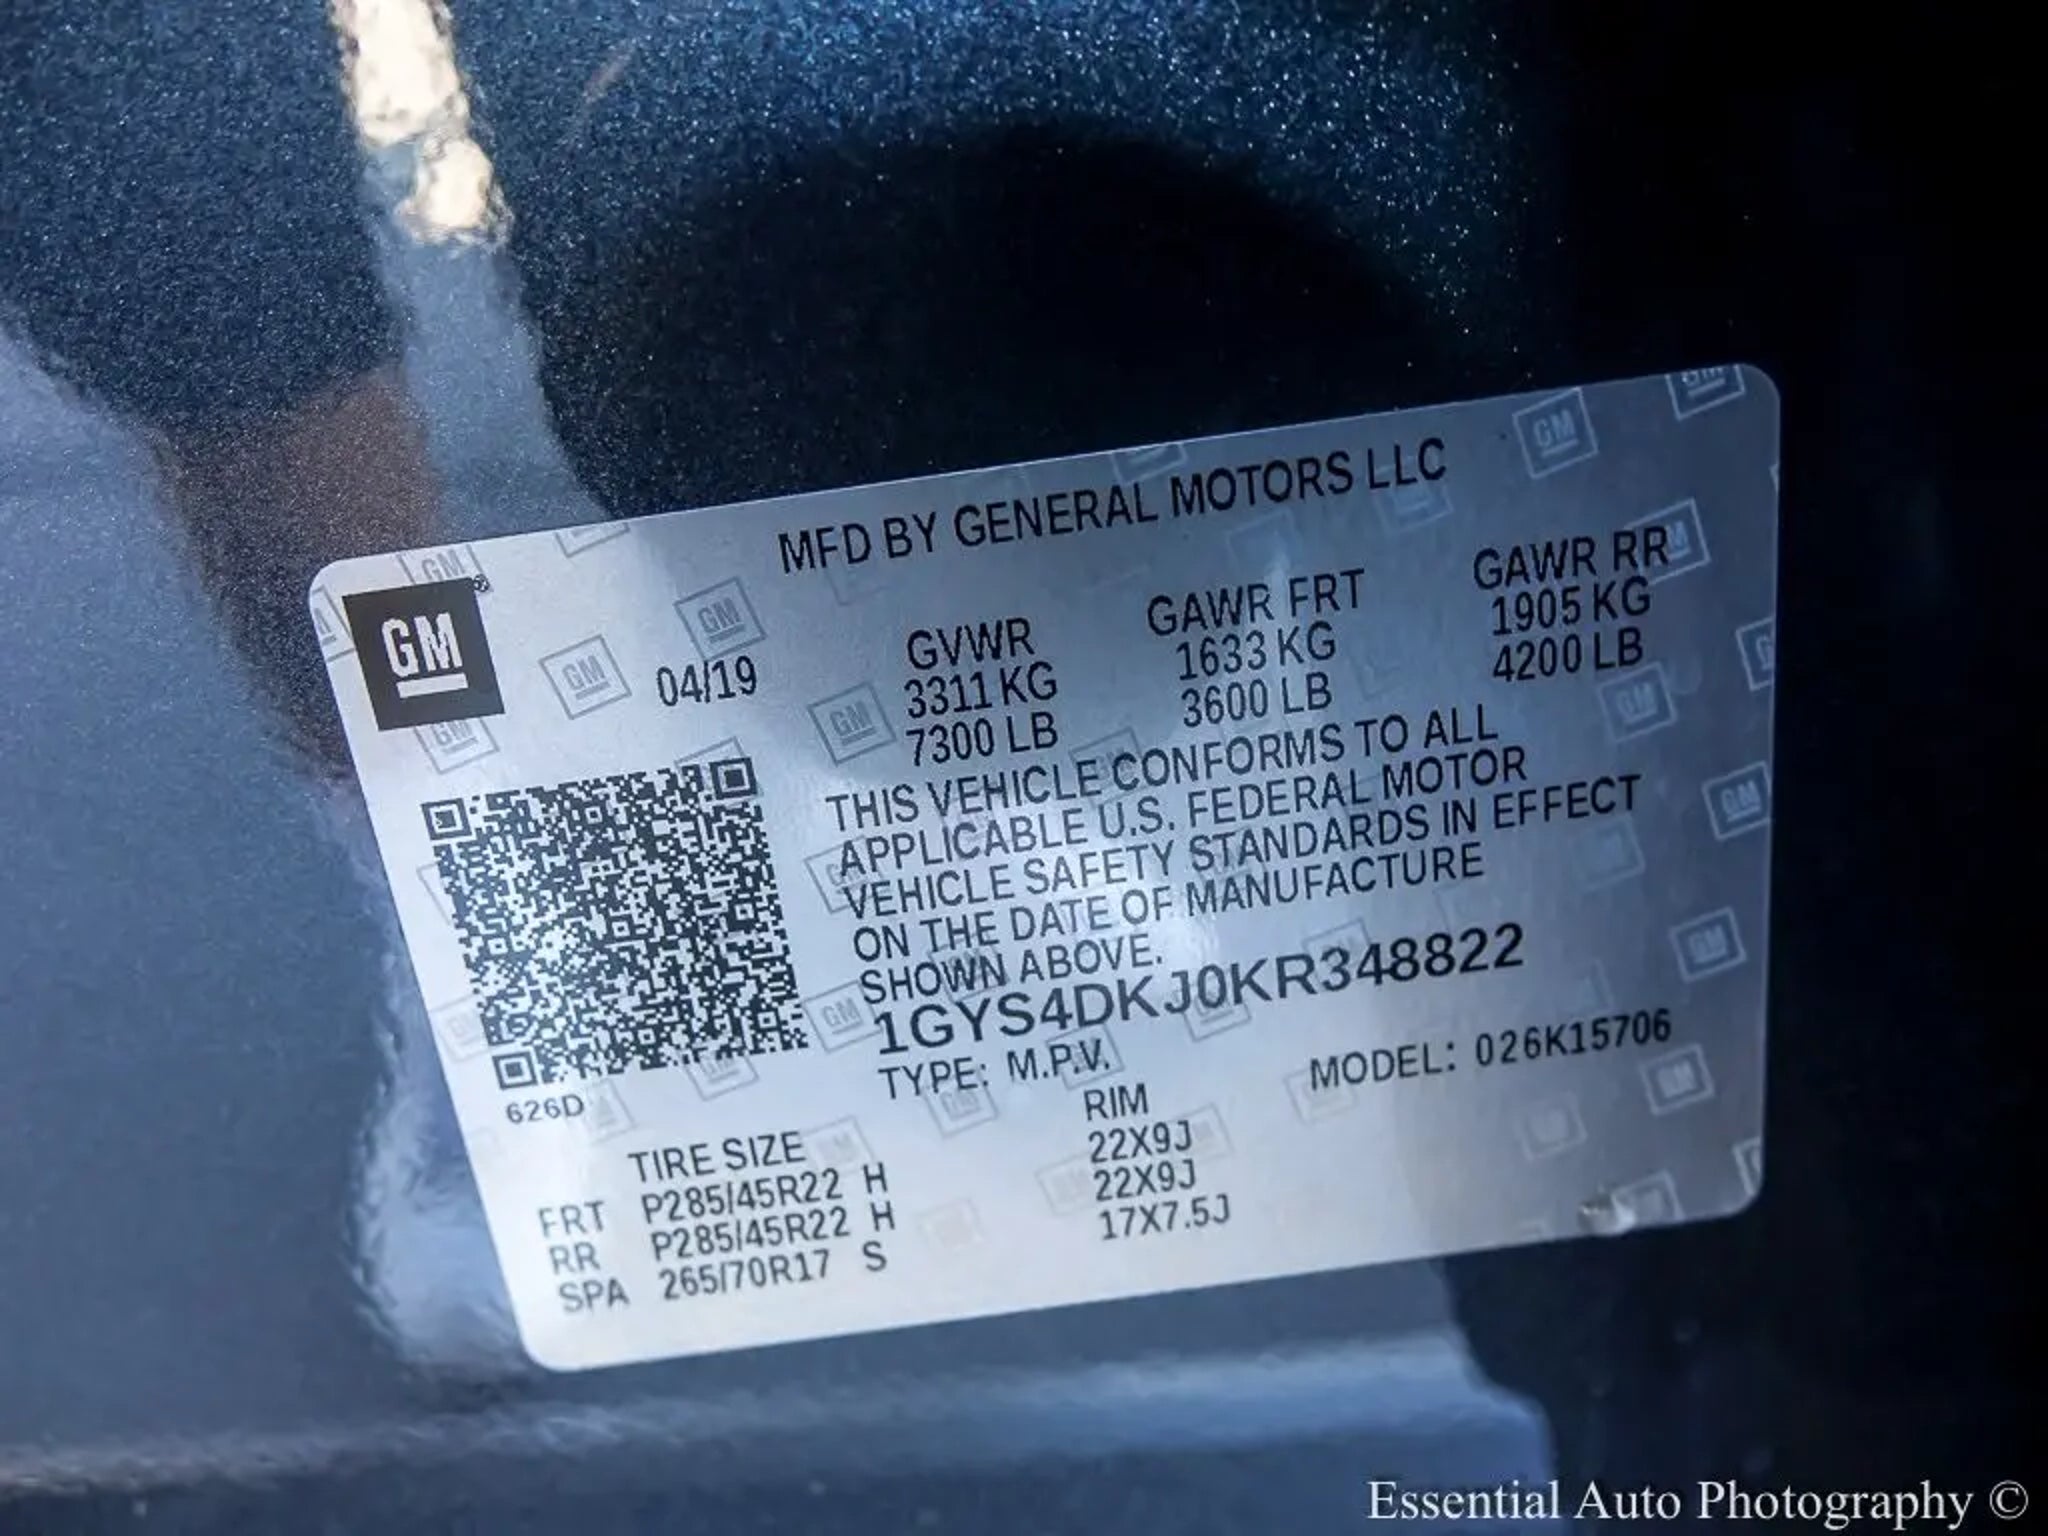 MFD BY GENERAL MOTORS LLC
GM®
04/19
GVWR
3311 KG
7300 LB
GAWR FRT
1633 KG
3600 LB
GAWR RR
1905 KG
4200 LB
THIS VEHICLE CONFORMS TO ALL
APPLICABLE U.S. FEDERAL MOTOR
VEHICLE SAFETY STANDARDS IN EFFECT
ON THE DATE OF MANUFACTURE
SHOWN ABOVE.
1GYS4DKJ0KR348822
TYPE: M.P.V. MODEL: 026K15706
626D
TIRE SIZE RIM
FRT P285/45R22 H 22X9J
RR P285/45R22 H 22X9J
SPA 265/70R17 S 17X7.5J
Essential Auto Photography ©